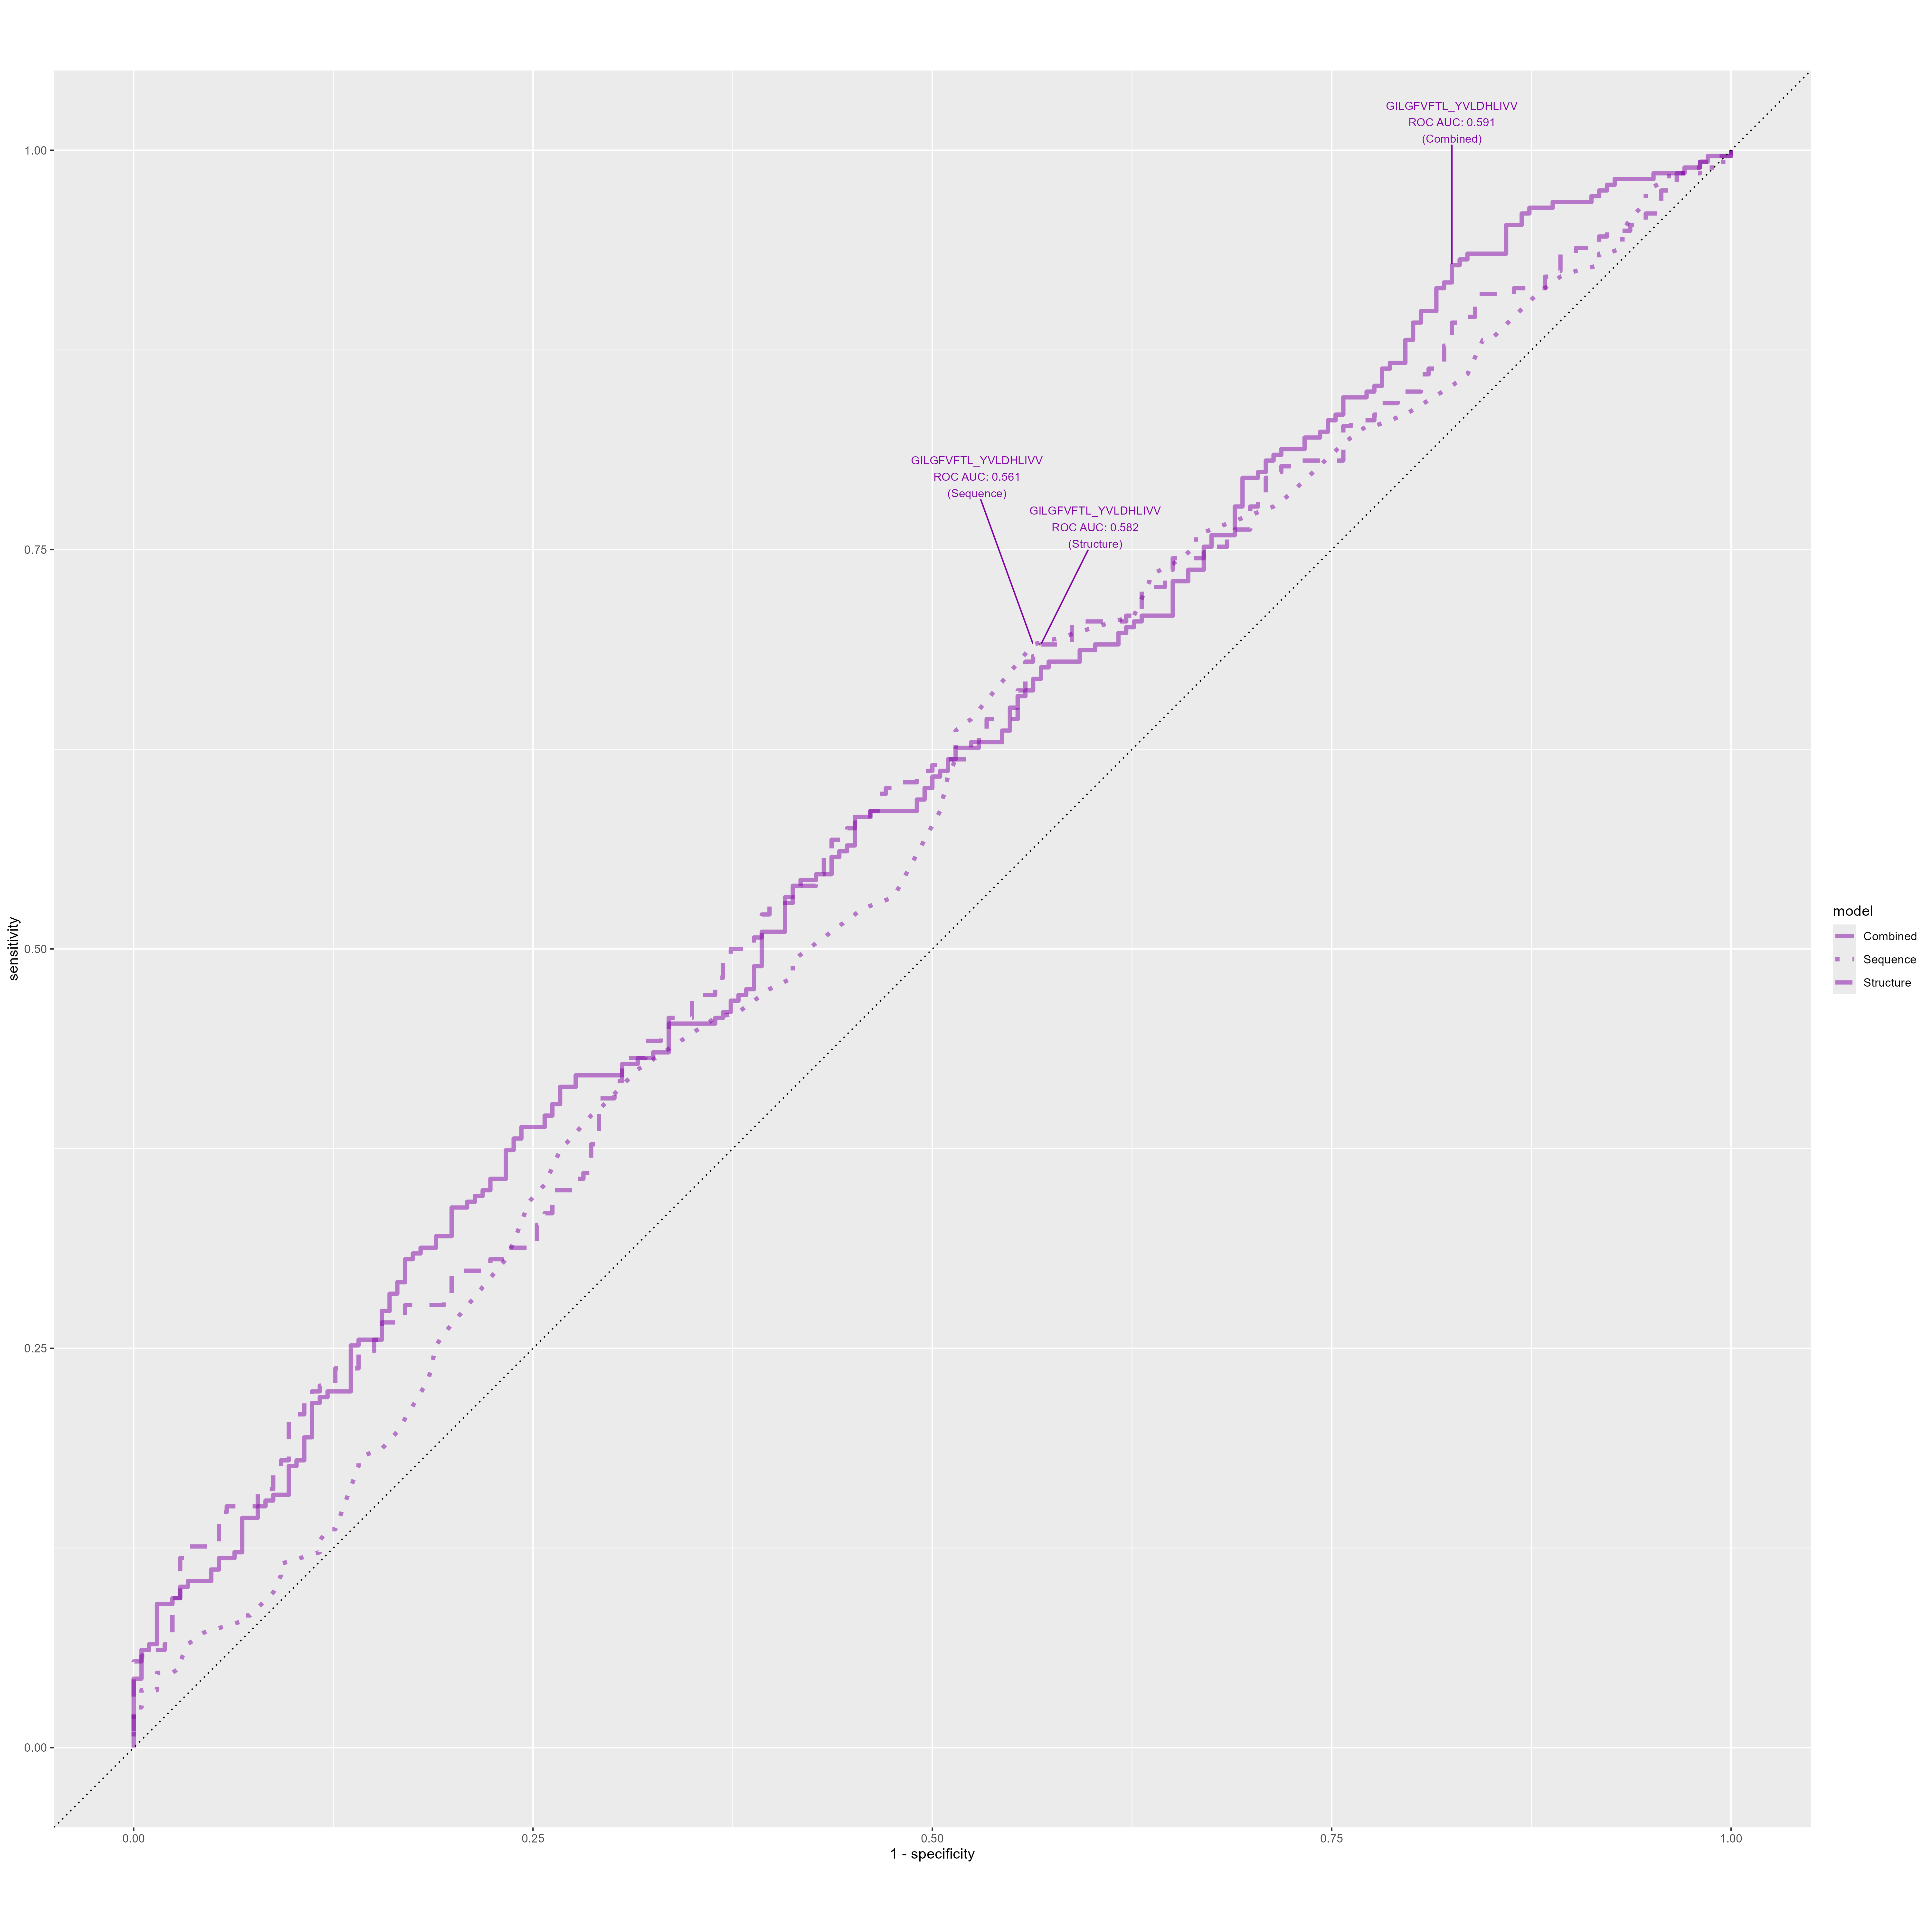 GILGFVFTL_YVLDHLIVV
ROC AUC: 0.591
(Combined)
GILGFVFTL_YVLDHLIVV
ROC AUC: 0.561
(Sequence)
GILGFVFTL_YVLDHLIVV
ROC AUC: 0.582
(Structure)
1.00
0.75
0.50
0.25
0.00
sensitivity
0.00
0.25
0.50
0.75
1.00
1 - specificity
model
Combined
Sequence
Structure